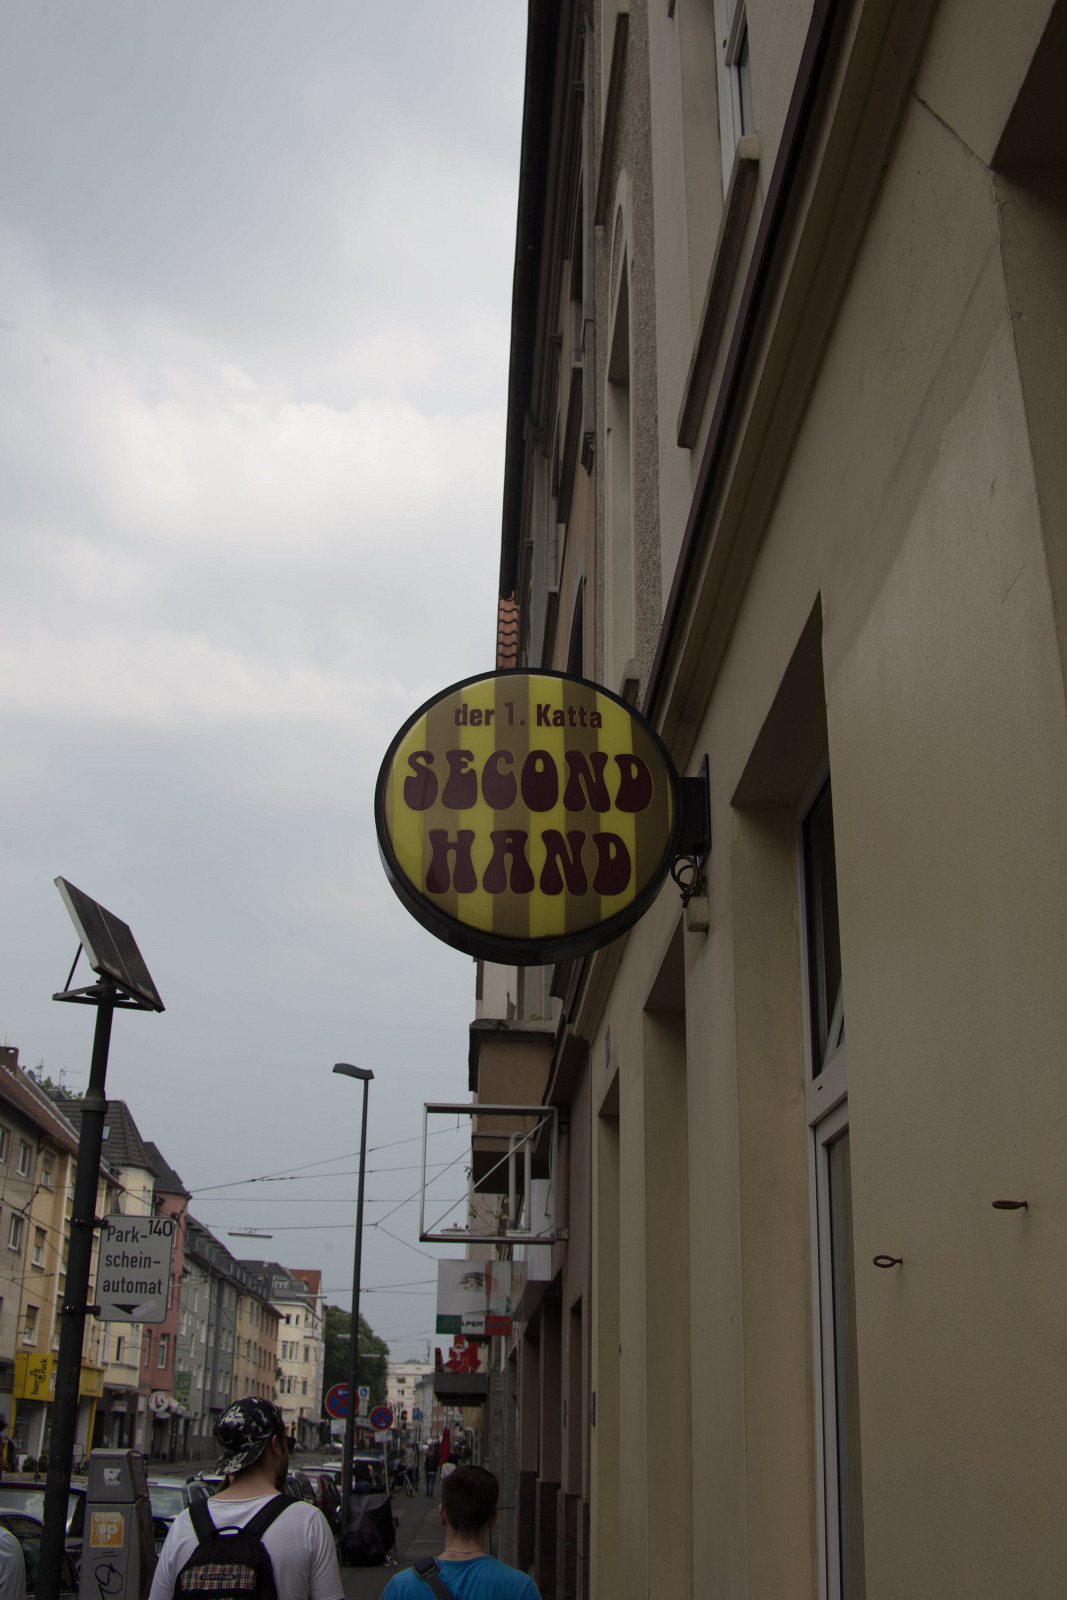 der 1. Katta
SECOND
HAND
140
Park-
schein-
automat